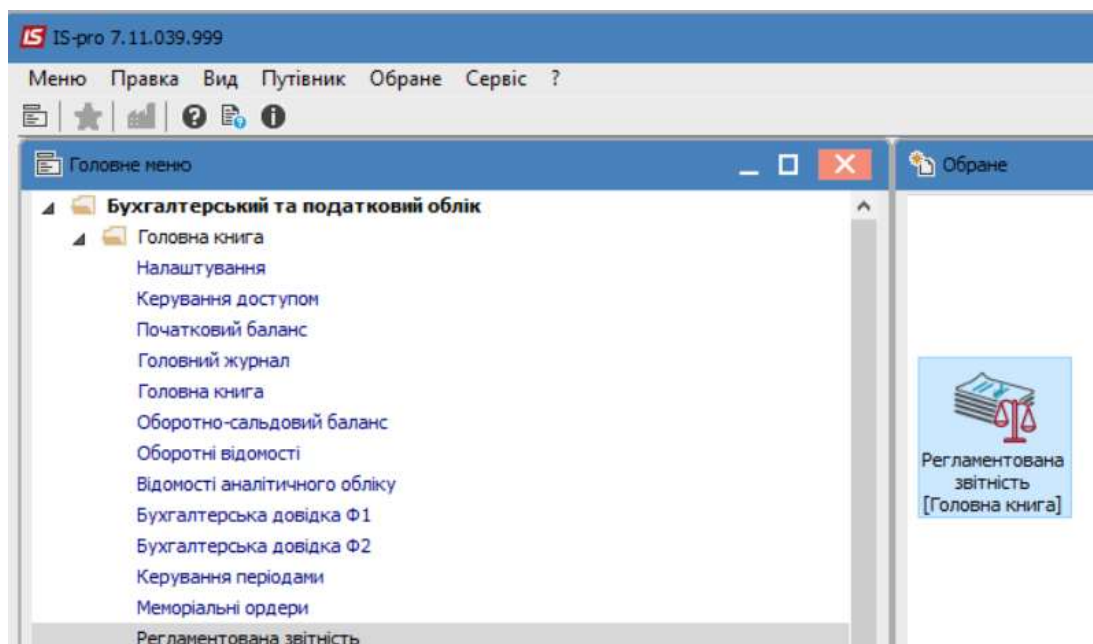 IS IS-pro 7.11.039.999
Меню Правка Вид Путівник Обране Сервіс ?
Головне меню
Обране
Бухгалтерський та податковий облік
Головна книга
Налаштування
Керування доступом
Початковий баланс
Головний журнал
Головна книга
Оборотно-сальдовий баланс
Оборотні відомості
Відомості аналітичного обліку
Бухгалтерська довідка Ф1
Бухгалтерська довідка Ф2
Керування періодами
Меморіальні ордери
Регламентована звітність
Регламентована
звітність
[Головна книга]